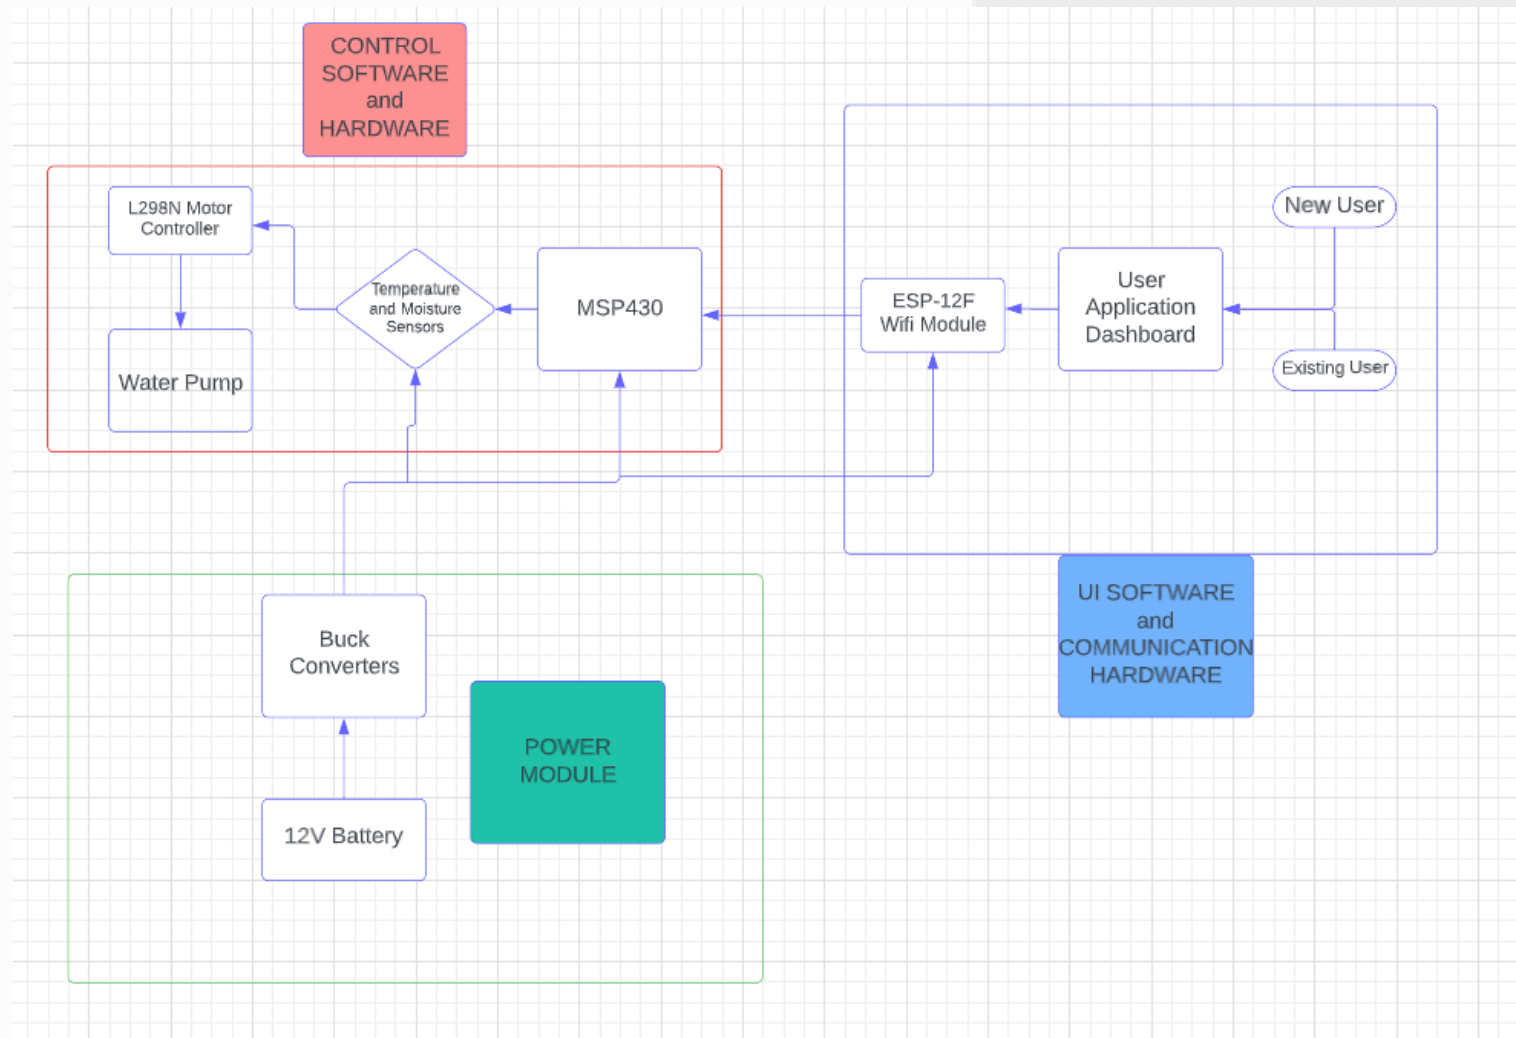 CONTROL
SOFTWARE
and
HARDWARE
L298N Motor
Controller
Water Pump
Temperature
and Moisture
Sensors
MSP430
ESP-12F
Wifi Module
User
Application
Dashboard
New User
Existing User
UI SOFTWARE
and
COMMUNICATION
HARDWARE
Buck
Converters
POWER
MODULE
12V Battery